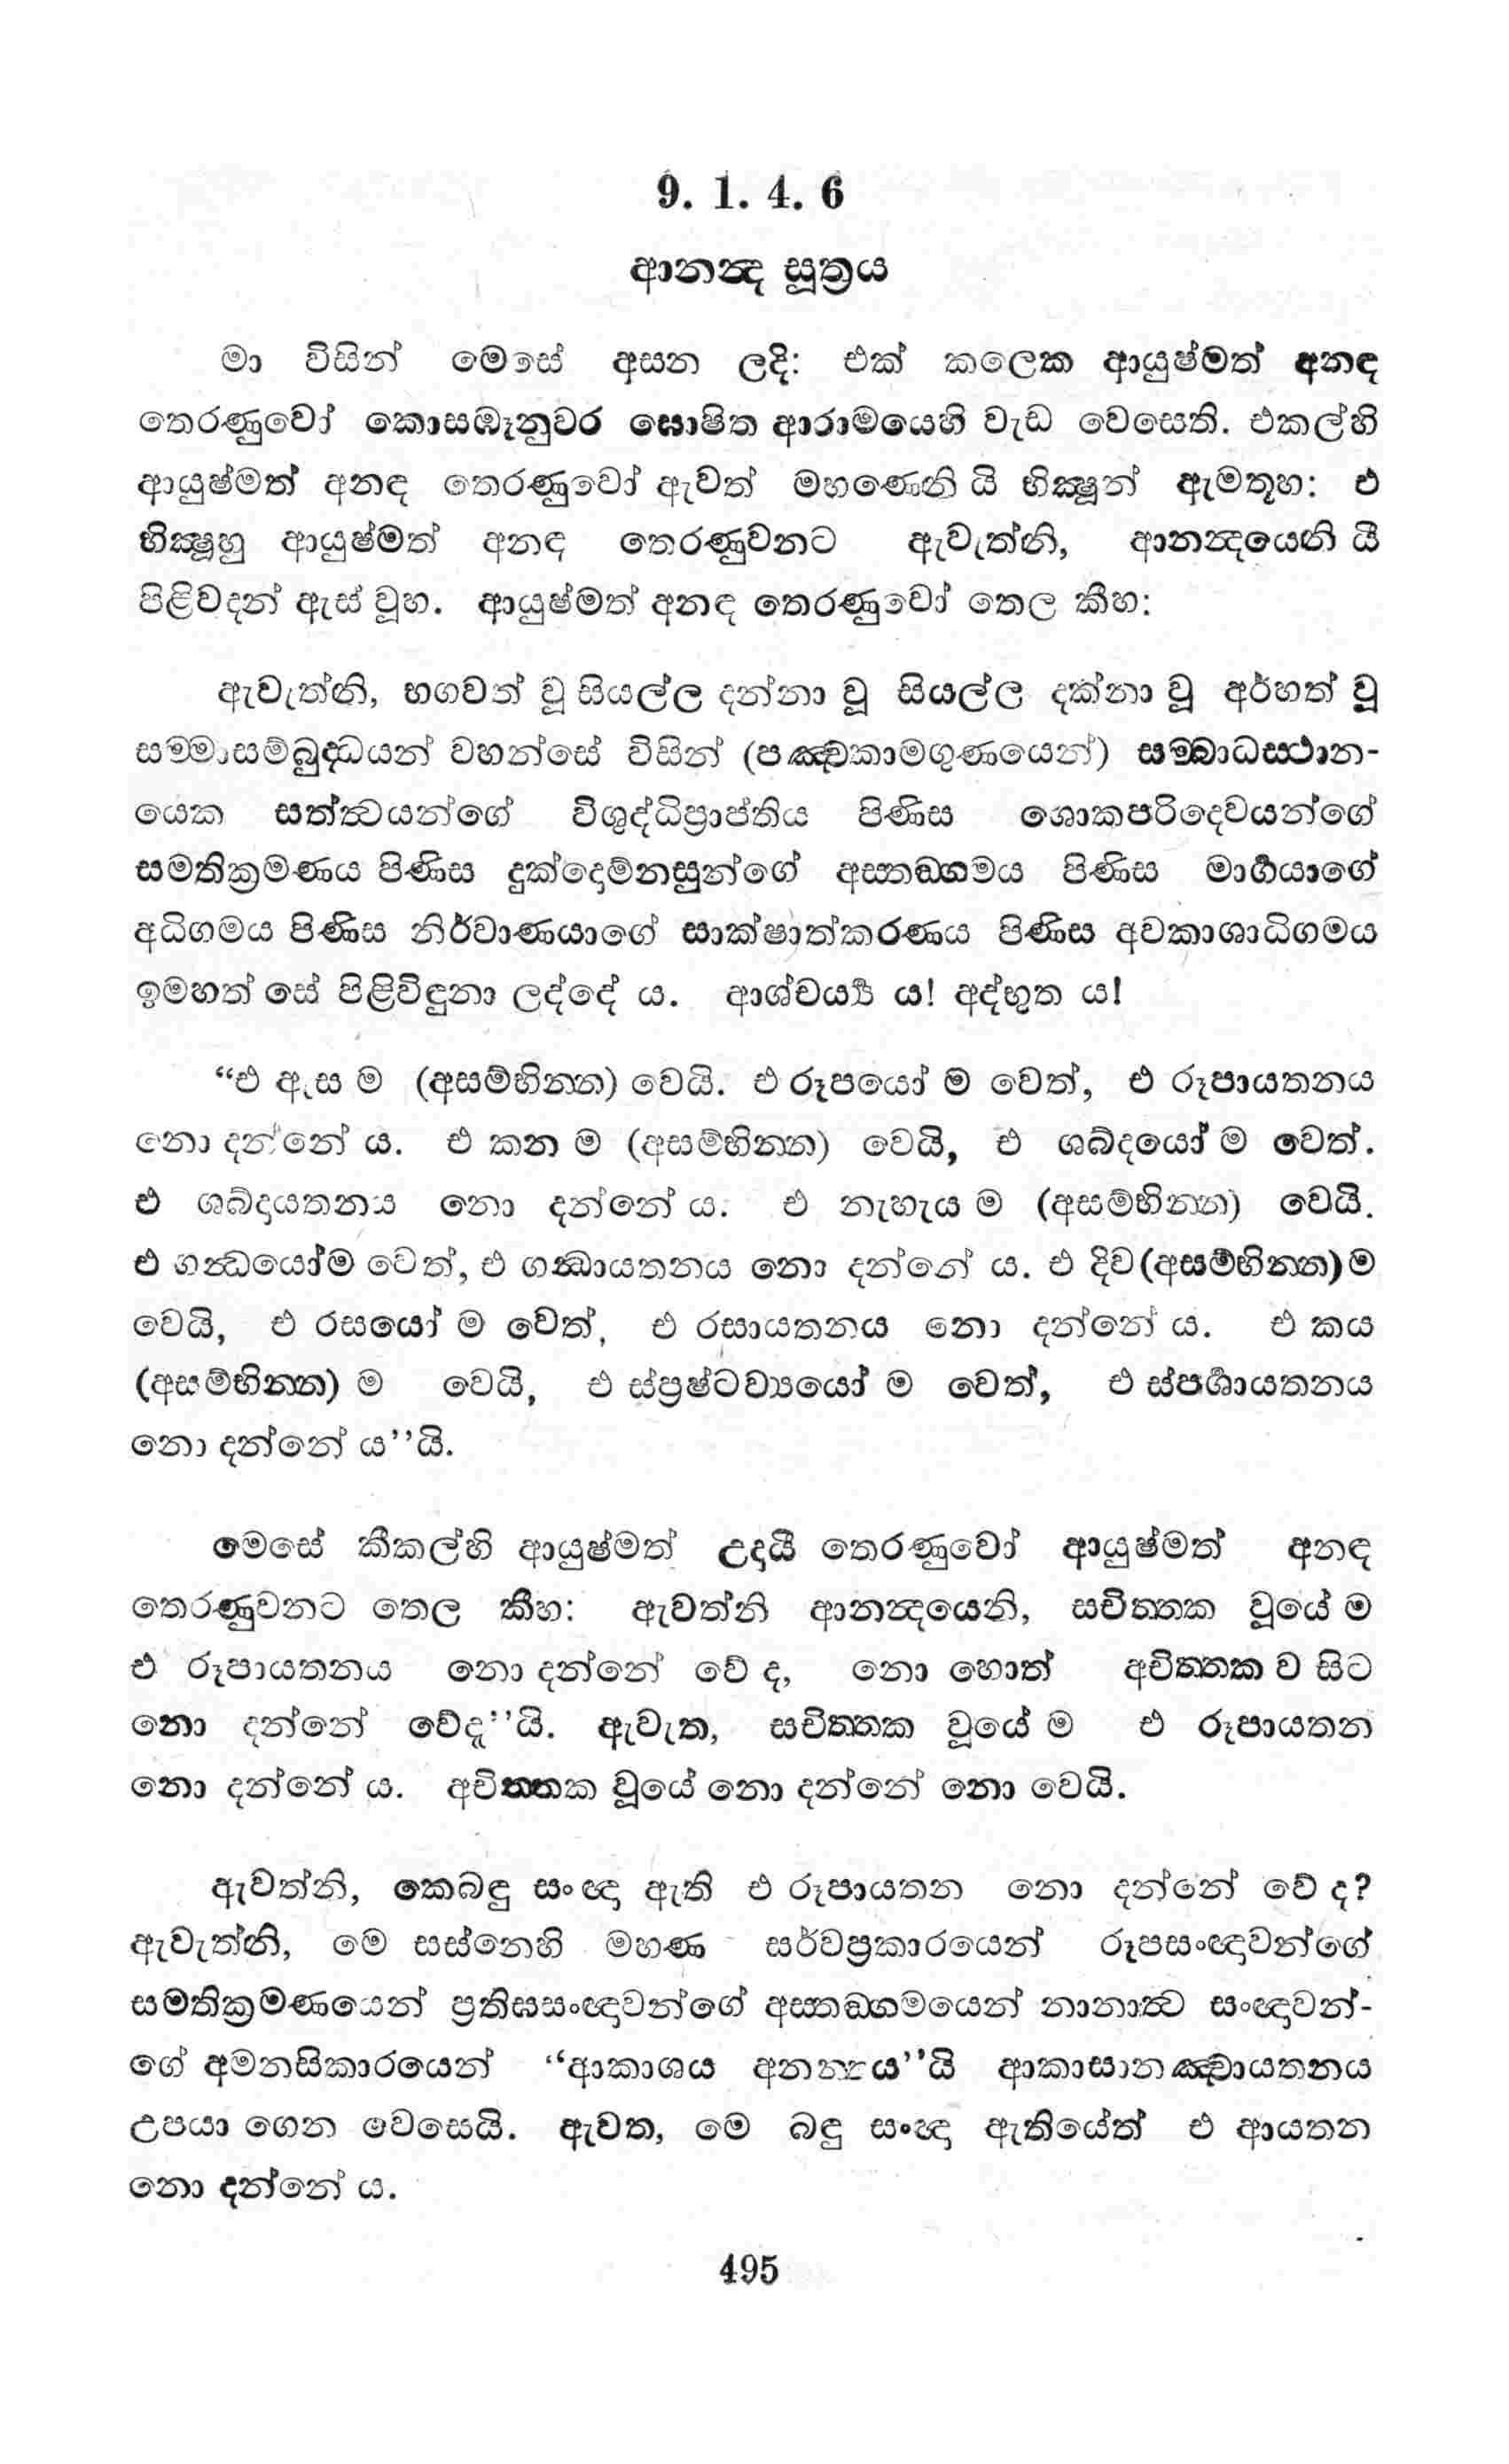 9. 1. 4. 6
ආනන්‍ද සූත්‍රය
මා විසින් මෙසේ අසන ලදි: එක් කලෙක ආයුෂ්මත් අනඳ
තෙරණුවෝ කොසඹෑනුවර ඝොෂිත ආරාමයෙහි වැඩ වෙසෙති. එකල්හි
ආයුෂ්මත් අනඳ තෙරණුවෝ ඇවත් මහණෙනි යි භික්‍ෂූන් ඇමතූහ: එ
භික්‍ෂූහු ආයුෂ්මත් අනඳ තෙරණුවනට ඇවැත්නි, ආනන්‍දයෙනි යී
පිළිවදන් ඇස් වූහ. ආයුෂ්මත් අනඳ තෙරණුවෝ තෙල කීහ:
ඇවැත්නි, භගවත් වූ සියල්ල දන්නා වූ සියල්ල දක්නා වූ අර්හත් වූ
සම්මාසම්බුද්‍ධයන් වහන්සේ විසින් (පඤ්චකාමගුණයෙන්) සම්බාධස්ථාන-
යෙක සත්ත්‍වයන්ගේ විශුද්ධිප්‍රාප්තිය පිණිස ශොකපරිදෙවයන්ගේ
සමතික්‍රමණය පිණිස දුක්දොම්නසුන්ගේ අස්තඞ්ගමය පිණිස මාර්‍ගයාගේ
අධිගමය පිණිස නිර්වාණයාගේ සාක්ෂාත්කරණය පිණිස අවකාශාධිගමය
ඉමහත් සේ පිළිවිඳුනා ලද්දේ ය. ආශ්චර්‍ය්‍ය ය! අද්භුත ය!
“එ ඇස ම (අසම්භින්න) වෙයි. එ රූපයෝ ම වෙත්, එ රූපායතනය
නො දන්නේ ය. එ කන ම (අසම්භින්න) වෙයි, එ ශබ්දයෝ ම වෙත්.
එ ශබ්දායතනය නො දන්නේ ය. එ නැහැය ම (අසම්භින්න) වෙයි.
එ ගන්‍ධයෝම වෙත්, එ ගන්‍ධායතනය නො දන්නේ ය. එ දිව (අසම්භින්න) ම
වෙයි, එ රසයෝ ම වෙත්, එ රසායතනය නො දන්නේ ය. එ කය
(අසම්භින්න) ම වෙයි, එ ස්ප්‍රෂ්ටව්‍යයෝ ම වෙත්, එ ස්පර්‍ශායතනය
නො දන්නේ ය’’යි.
මෙසේ කීකල්හි ආයුෂ්මත් උදායී තෙරණුවෝ ආයුෂ්මත් අනඳ
තෙරණුවනට තෙල කීහ: ඇවත්නි ආනන්‍දයෙනි, සචිත්තක වූයේ ම
එ රූපායතනය නො දන්නේ වේ ද, නො හොත් අචිත්තක ව සිට
නො දන්නේ වේදැ’’යි. ඇවැත, සචිත්තක වූයේ ම එ රූපායතන
නො දන්නේ ය. අචිත්තක වූයේ නො දන්නේ නො වෙයි.
ඇවත්නි, කෙබඳු සංඥා ඇති එ රූපායතන නො දන්නේ වේ ද?
ඇවැත්නි, මෙ සස්නෙහි මහණ සර්වප්‍රකාරයෙන් රූපසංඥාවන්ගේ
සමතික්‍රමණයෙන් ප්‍රතිඝසංඥාවන්ගේ අස්තඞ්ගමයෙන් නානාත්‍ව සංඥාවන්-
ගේ අමනසිකාරයෙන් “ආකාශය අනන්තය’’යි ආකාසානඤ්චායතනය
උපයා ගෙන වෙසෙයි. ඇවත, මෙ බඳු සංඥා ඇතියේත් එ ආයතන
නො දන්නේ ය.
495